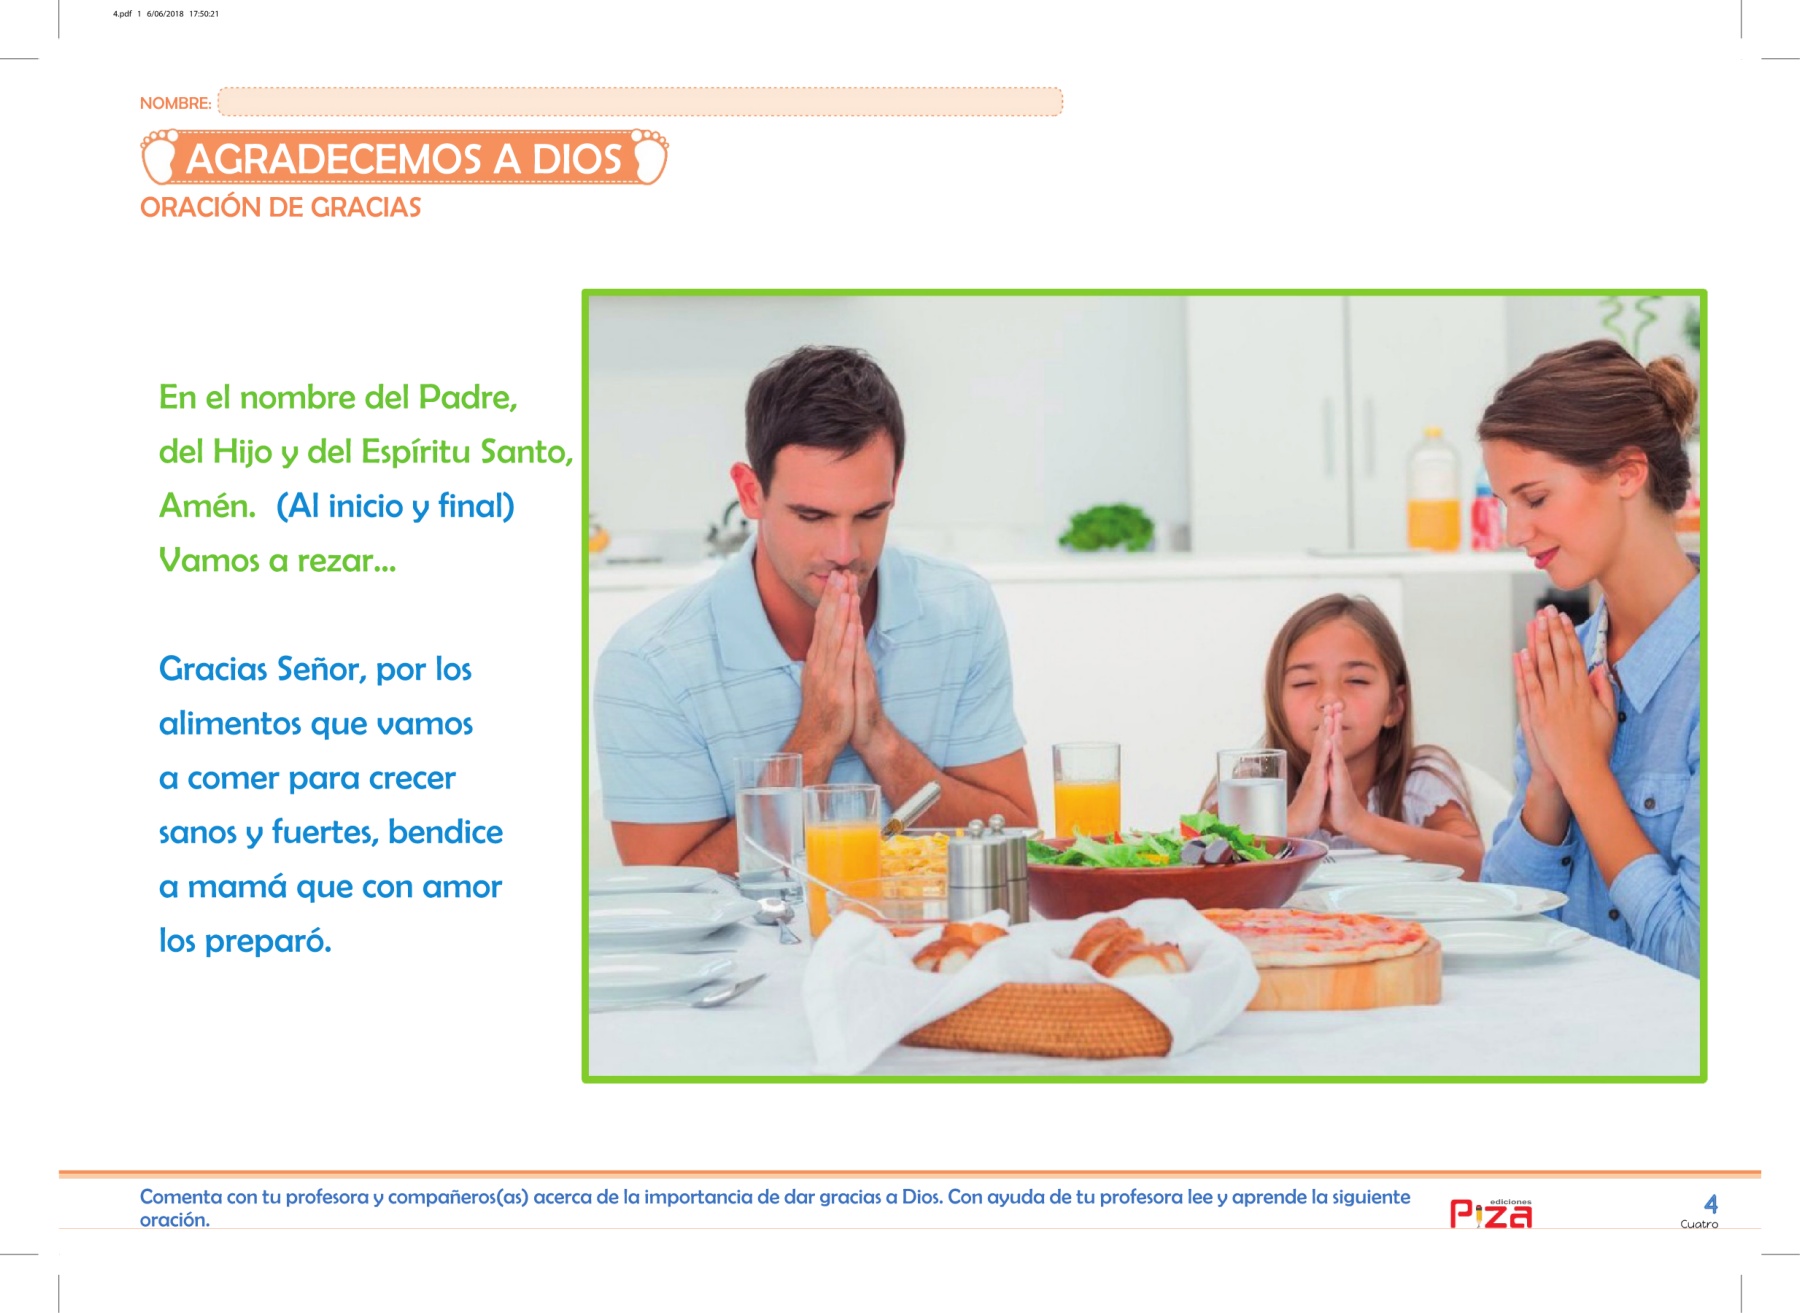 4.pdf 1 6/06/2018 17:50:21
NOMBRE:
AGRADECEMOS A DIOS
ORACIÓN DE GRACIAS
En el nombre del Padre,
del Hijo y del Espíritu Santo,
Amén. (Al inicio y final)
Vamos a rezar...
Gracias Señor, por los
alimentos que vamos
a comer para crecer
sanos y fuertes, bendice
a mamá que con amor
los preparó.
Comenta con tu profesora y compañeros(as) acerca de la importancia de dar gracias a Dios. Con ayuda de tu profesora lee y aprende la siguiente
oración.
ediciones
Piza
4
Cuatro